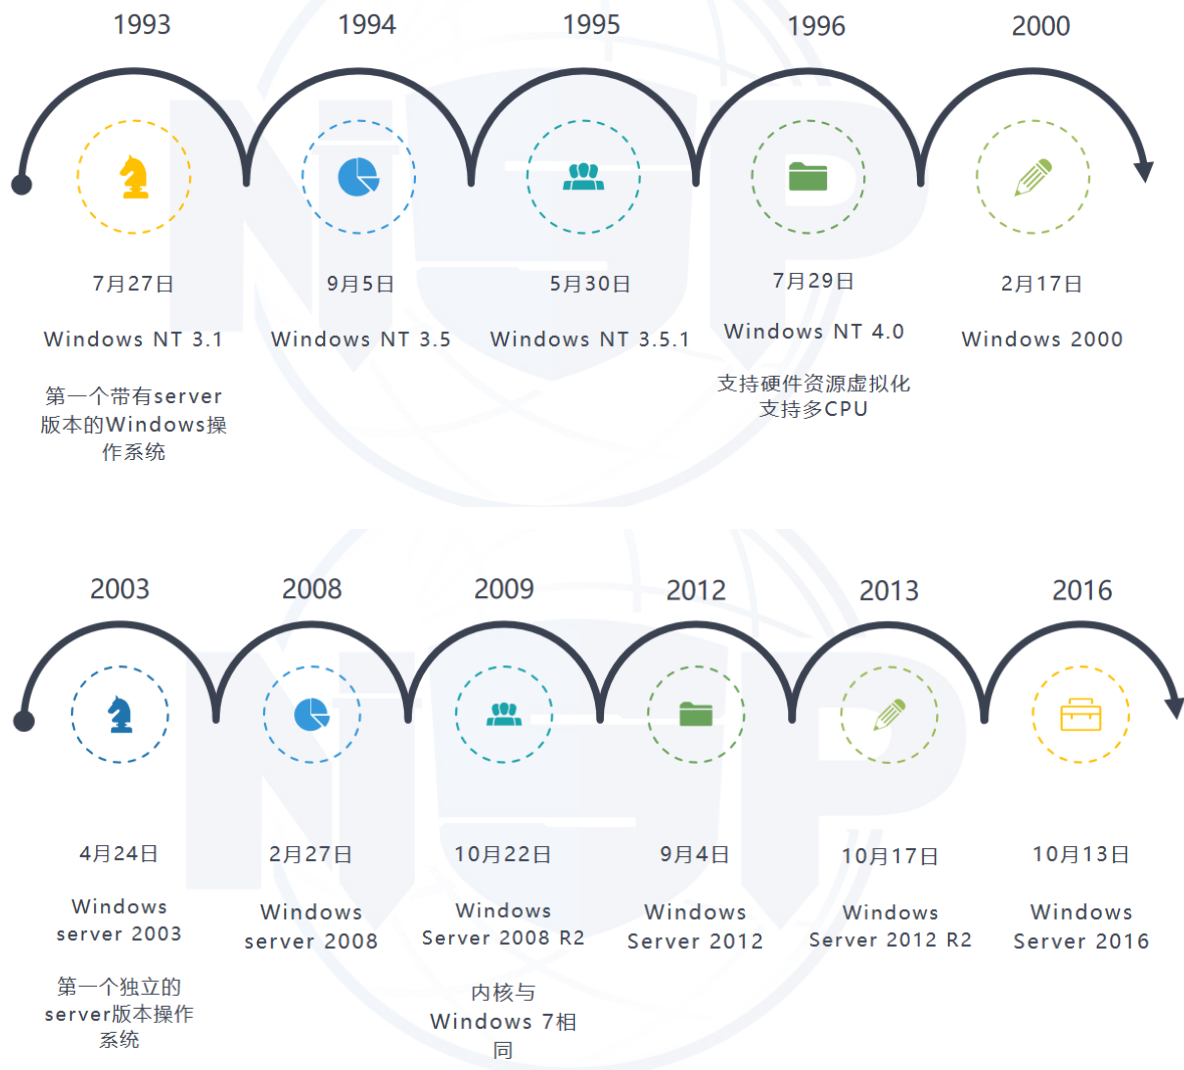 1993
1994
1995
1996
2000
7月27日
9月5日
5月30日
7月29日
2月17日
Windows NT 3.1
Windows NT 3.5
Windows NT 3.5.1
Windows NT 4.0
Windows 2000
第一个带有server
版本的Windows操
作系统
支持硬件资源虚拟化
支持多CPU
2003
2008
2009
2012
2013
2016
4月24日
2月27日
10月22日
9月4日
10月17日
10月13日
Windows
server 2003
Windows
server 2008
Windows
Server 2008 R2
Windows
Server 2012
Windows
Server 2012 R2
Windows
Server 2016
第一个独立的
server版本操作
系统
内核与
Windows 7相
同
NISP
NISP